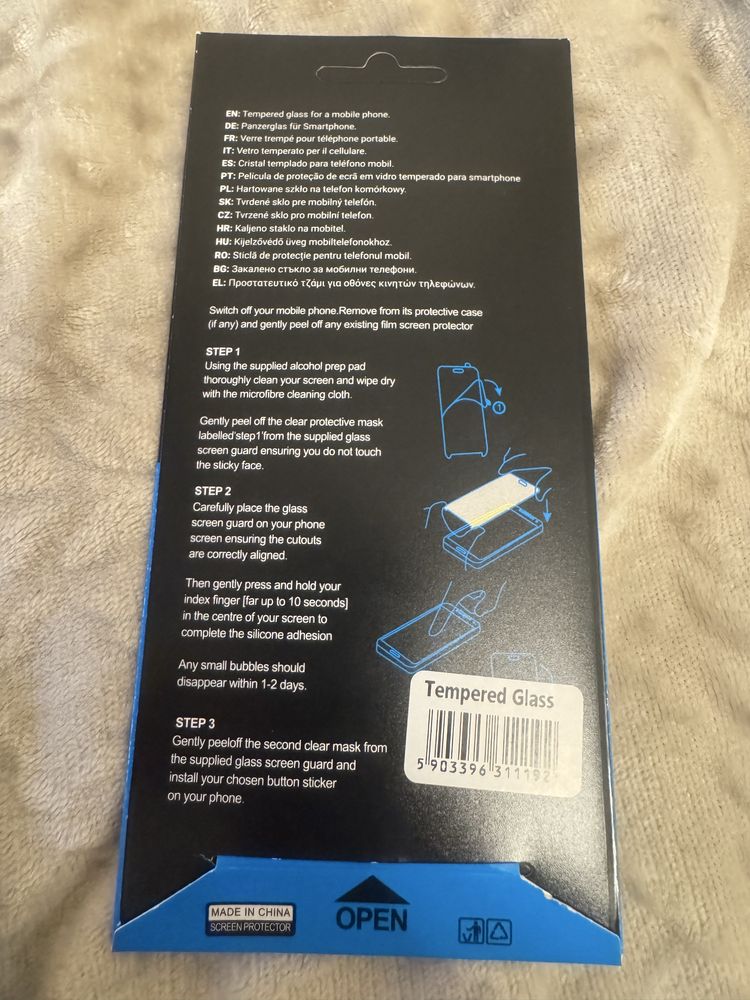 EN: Tempered glass for a mobile phone.
DE: Panzerglas für Smartphone.
FR: Verre trempé pour téléphone portable.
IT: Vetro temperato per il cellulare.
ES: Cristal templado para teléfono mobil.
PT: Película de proteção de ecrã em vidro temperado para smartphone
PL: Hartowane szkło na telefon komórkowy.
SK: Tvrdené sklo pre mobilný telefón.
CZ: Tvrzené sklo pro mobilní telefon.
HR: Kaljeno staklo na mobitel.
HU: Kijelzővédő üveg mobiltelefonokhoz.
RO: Sticlă de protecție pentru telefonul mobil.
BG: Закалено стъкло за мобилни телефони.
EL: Προστατευτικό τζάμι για οθόνες κινητών τηλεφώνων.
Switch off your mobile phone.Remove from its protective case
(if any) and gently peel off any existing film screen protector
STEP 1
Using the supplied alcohol prep pad
thoroughly clean your screen and wipe dry
with the microfibre cleaning cloth.
Gently peel off the clear protective mask
labelled'step1'from the supplied glass
screen guard ensuring you do not touch
the sticky face.
1
STEP 2
Carefully place the glass
screen guard on your phone
screen ensuring the cutouts
are correctly aligned.
Then gently press and hold your
index finger [far up to 10 seconds]
in the centre of your screen to
complete the silicone adhesion
Any small bubbles should
disappear within 1-2 days.
STEP 3
Gently peeloff the second clear mask from
the supplied glass screen guard and
install your chosen button sticker
on your phone.
Tempered Glass
5 903396 311192
MADE IN CHINA
SCREEN PROTECTOR
OPEN